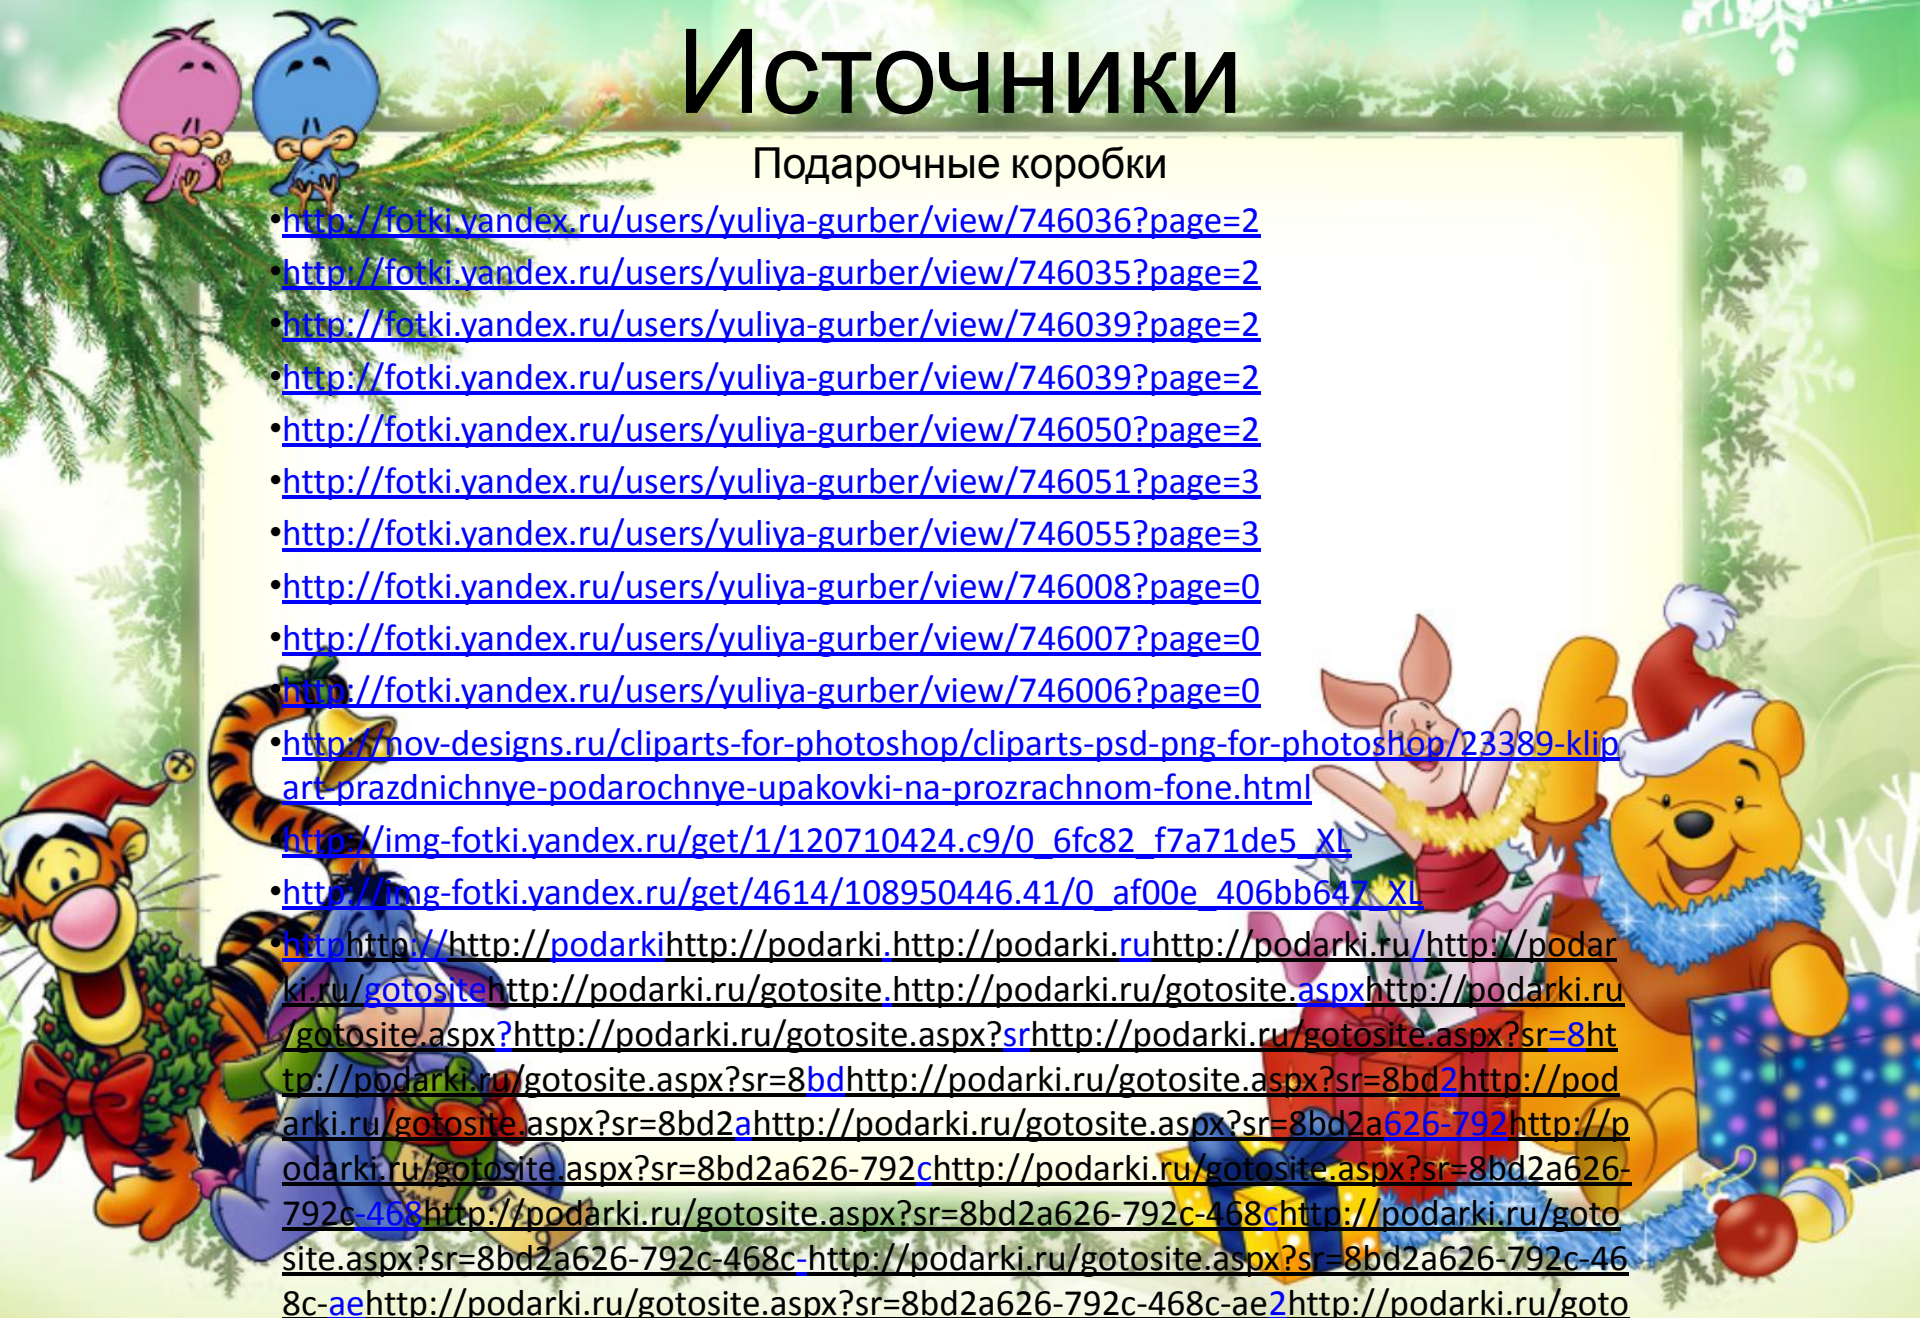 Источники
Подарочные коробки
•http://fotki.yandex.ru/users/yuliya-gurber/view/746036?page=2
•http://fotki.yandex.ru/users/yuliya-gurber/view/746035?page=2
•http://fotki.yandex.ru/users/yuliya-gurber/view/746039?page=2
•http://fotki.yandex.ru/users/yuliya-gurber/view/746039?page=2
•http://fotki.yandex.ru/users/yuliya-gurber/view/746050?page=2
•http://fotki.yandex.ru/users/yuliya-gurber/view/746051?page=3
•http://fotki.yandex.ru/users/yuliya-gurber/view/746055?page=3
•http://fotki.yandex.ru/users/yuliya-gurber/view/746008?page=0
•http://fotki.yandex.ru/users/yuliya-gurber/view/746007?page=0
•http://fotki.yandex.ru/users/yuliya-gurber/view/746006?page=0
•http://nov-designs.ru/cliparts-for-photoshop/cliparts-psd-png-for-photoshop/23389-klip
art-prazdnichnye-podarochnye-upakovki-na-prozrachnom-fone.html
•http://img-fotki.yandex.ru/get/1/120710424.c9/0_6fc82_f7a71de5_XL
•http://img-fotki.yandex.ru/get/4614/108950446.41/0_af00e_406bb647_XL
•httphttp://http://podarkihttp://podarki.http://podarki.ruhttp://podarki.ru/http://podar
ki.ru/gotositehttp://podarki.ru/gotosite.http://podarki.ru/gotosite.aspxhttp://podarki.ru
/gotosite.aspx?http://podarki.ru/gotosite.aspx?srhttp://podarki.ru/gotosite.aspx?sr=8ht
tp://podarki.ru/gotosite.aspx?sr=8bdhttp://podarki.ru/gotosite.aspx?sr=8bd2http://pod
arki.ru/gotosite.aspx?sr=8bd2ahttp://podarki.ru/gotosite.aspx?sr=8bd2a626-792http://p
odarki.ru/gotosite.aspx?sr=8bd2a626-792chttp://podarki.ru/gotosite.aspx?sr=8bd2a626-
792c-468http://podarki.ru/gotosite.aspx?sr=8bd2a626-792c-468chttp://podarki.ru/goto
site.aspx?sr=8bd2a626-792c-468c-http://podarki.ru/gotosite.aspx?sr=8bd2a626-792c-46
8c-aehttp://podarki.ru/gotosite.aspx?sr=8bd2a626-792c-468c-ae2http://podarki.ru/goto